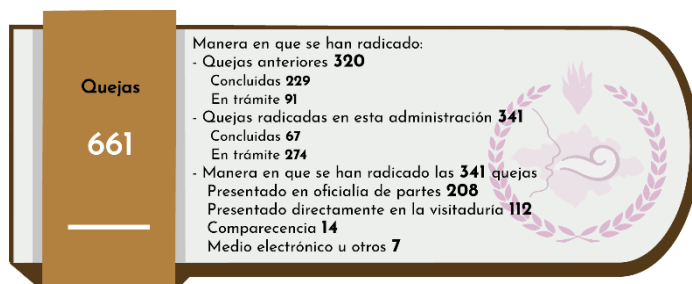 Quejas
661
Manera en que se han radicado:
- Quejas anteriores 320
Concluidas 229
En trámite 91
- Quejas radicadas en esta administración 341
Concluidas 67
En trámite 274
- Manera en que se han radicado las 341 quejas
Presentado en oficialía de partes 208
Presentado directamente en la visitaduría 112
Comparecencia 14
Medio electrónico u otros 7